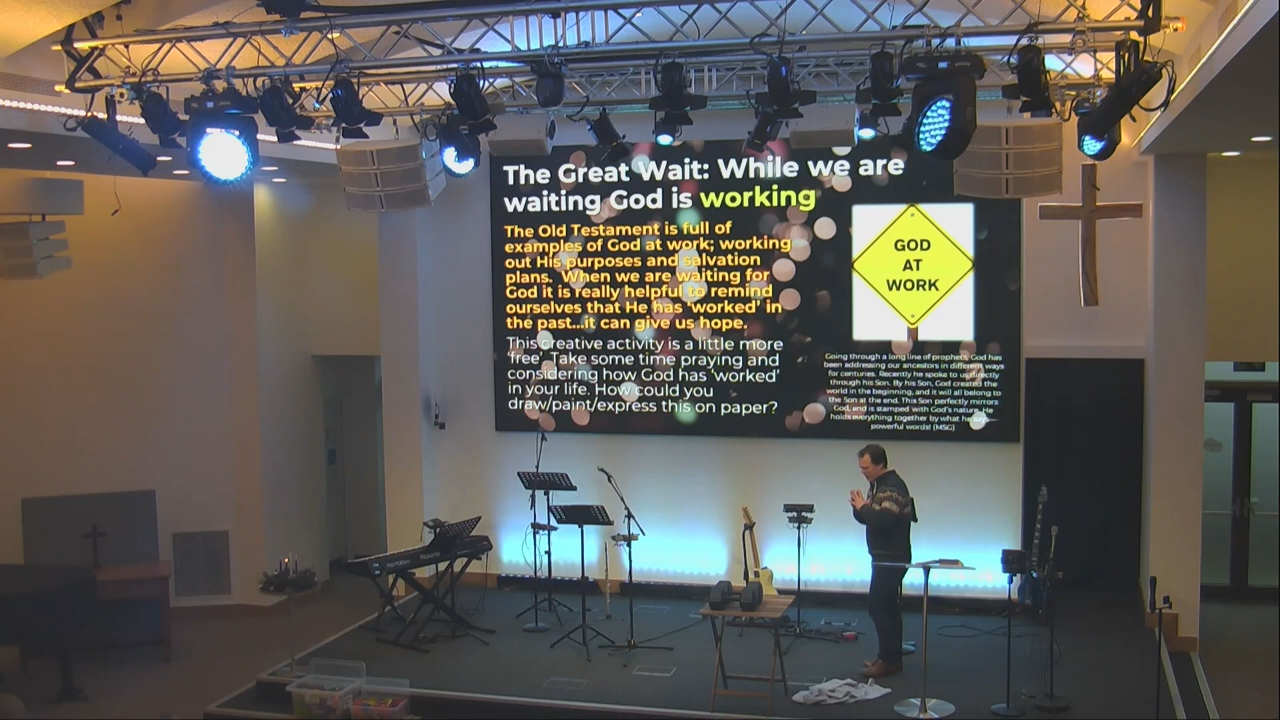 The Great Wait: While we are
waiting God is working
The Old Testament is full of
examples of God at work; working
out His purposes and salvation
plans. When we are waiting for
God it is really helpful to remind
ourselves that He has 'worked' in
the past...it can give us hope.
This creative activity is a little more
'free'. Take some time praying and
considering how God has 'worked'
in your life. How could you
draw/paint/express this on paper?
GOD
AT
WORK
Going through a long line of prophets, God has
been addressing our ancestors in different ways
for centuries. Recently he spoke to us directly
through his Son. By his Son, God created the
world in the beginning, and it will all belong to
the Son at the end. This Son perfectly mirrors
God, and is stamped with God's nature. He
holds everything together by what he says—
powerful words! (MSG)